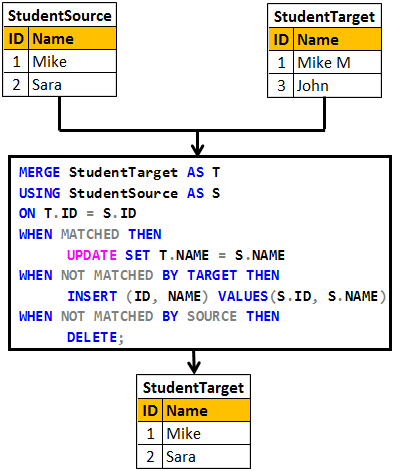 StudentSource
ID Name
1 Mike
2 Sara
StudentTarget
ID Name
1 Mike M
3 John
MERGE StudentTarget AS T
USING StudentSource AS S
ON T.ID = S.ID
WHEN MATCHED THEN
UPDATE SET T.NAME = S.NAME
WHEN NOT MATCHED BY TARGET THEN
INSERT (ID, NAME) VALUES(S.ID, S.NAME)
WHEN NOT MATCHED BY SOURCE THEN
DELETE;
StudentTarget
ID Name
1 Mike
2 Sara